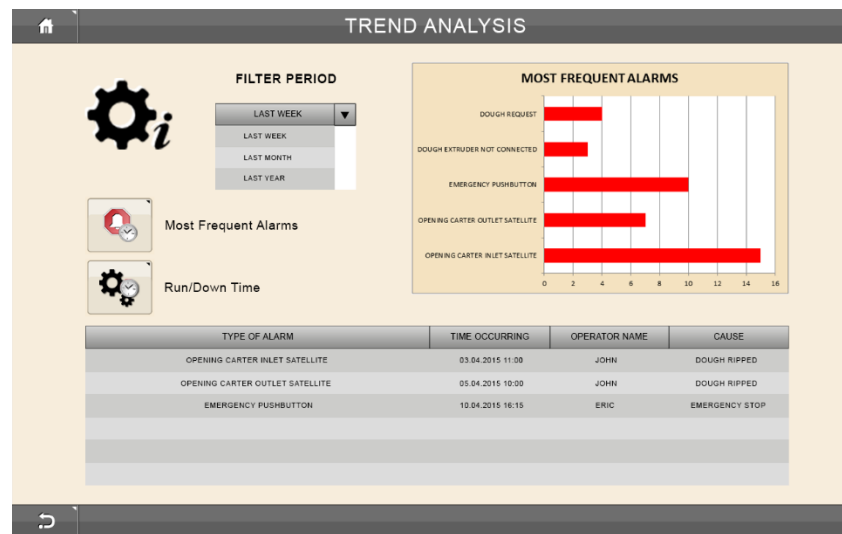 TREND ANALYSIS
FILTER PERIOD
LAST WEEK
LAST WEEK
LAST MONTH
LAST YEAR
i
Most Frequent Alarms
Run/Down Time
MOST FREQUENT ALARMS
DOUGH REQUEST
DOUGH EXTRUDER NOT CONNECTED
EMERGENCY PUSHBUTTON
OPENING CARTER OUTLET SATELLITE
OPENING CARTER INLET SATELLITE
0 2 4 6 8 10 12 14 16
TYPE OF ALARM TIME OCCURRING OPERATOR NAME CAUSE
OPENING CARTER INLET SATELLITE 03.04.2015 11:00 JOHN DOUGH RIPPED
OPENING CARTER OUTLET SATELLITE 05.04.2015 10:00 JOHN DOUGH RIPPED
EMERGENCY PUSHBUTTON 10.04.2015 16:15 ERIC EMERGENCY STOP